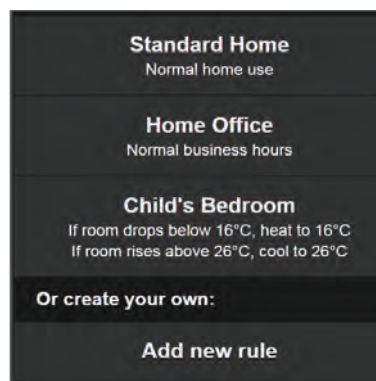 Standard Home
Normal home use
Home Office
Normal business hours
Child's Bedroom
If room drops below 16°C, heat to 16°C
If room rises above 26°C, cool to 26°C
Or create your own:
Add new rule